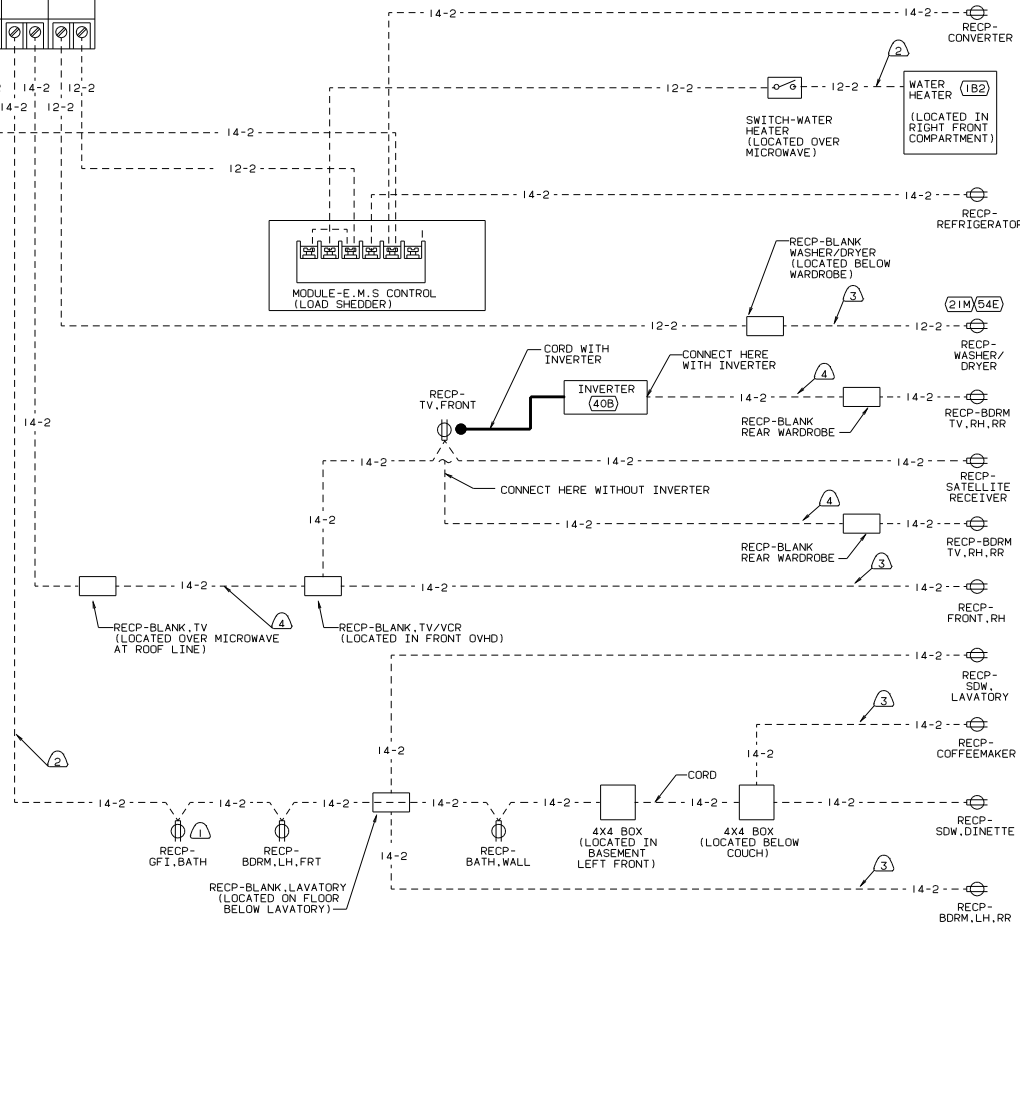 14-2
14-2
RECP-
CONVERTER
2
14-2
12-2
14-2
12-2
12-2
12-2
WATER
HEATER
1B2
(LOCATED IN
RIGHT FRONT
COMPARTMENT)
SWITCH-WATER
HEATER
(LOCATED OVER
MICROWAVE)
14-2
12-2
14-2
14-2
RECP-
REFRIGERATOR
RECP-BLANK
WASHER/DRYER
(LOCATED BELOW
WARDROBE)
MODULE-E.M.S CONTROL
(LOAD SHEDDER)
3
21M
54E
12-2
12-2
RECP-
WASHER/
DRYER
CORD WITH
INVERTER
CONNECT HERE
WITH INVERTER
4
INVERTER
40B
RECP-
TV,FRONT
14-2
14-2
RECP-BDRM
TV,RH,RR
RECP-BLANK
REAR WARDROBE
14-2
14-2
14-2
14-2
RECP-
SATELLITE
RECEIVER
CONNECT HERE WITHOUT INVERTER
4
14-2
14-2
14-2
RECP-BDRM
TV,RH,RR
RECP-BLANK
REAR WARDROBE
3
14-2
14-2
14-2
RECP-
FRONT,RH
4
RECP-BLANK,TV
(LOCATED OVER MICROWAVE
AT ROOF LINE)
RECP-BLANK,TV/VCR
(LOCATED IN FRONT OVHD)
14-2
RECP-
SDW,
LAVATORY
3
14-2
RECP-
COFFEEMAKER
2
14-2
14-2
CORD
14-2
14-2
14-2
14-2
14-2
14-2
14-2
RECP-
SDW,DINETTE
1
RECP-
GFI,BATH
RECP-
BDRM,LH,FRT
14-2
RECP-
BATH,WALL
4X4 BOX
(LOCATED IN
BASEMENT
LEFT FRONT)
4X4 BOX
(LOCATED BELOW
COUCH)
3
RECP-BLANK,LAVATORY
(LOCATED ON FLOOR
BELOW LAVATORY)
14-2
RECP-
BDRM,LH,RR